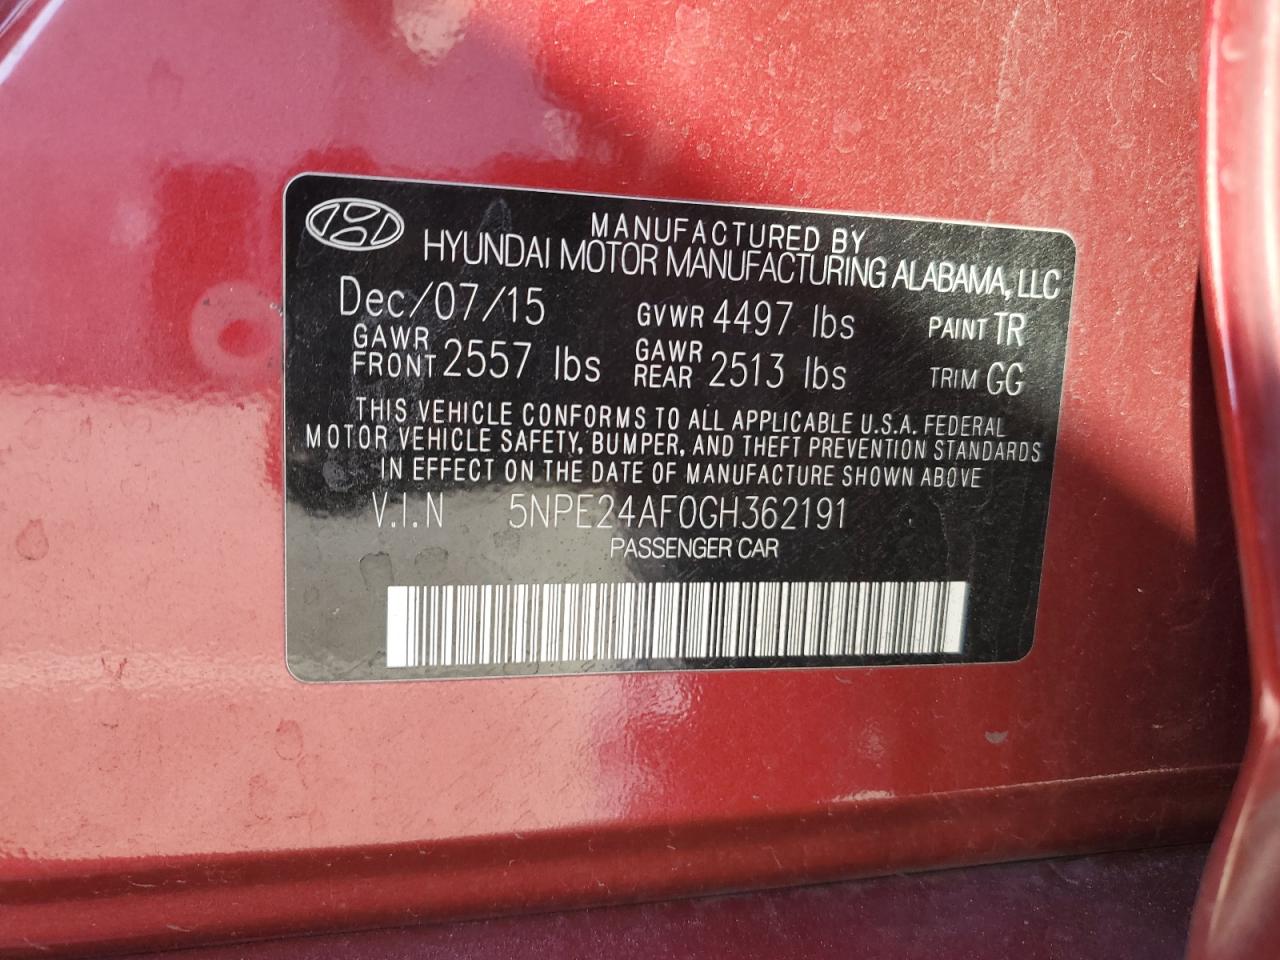 MANUFACTURED BY
HYUNDAI MOTOR MANUFACTURING ALABAMA, LLC
Dec/07/15 GVWR 4497 lbs PAINT TR
GAWR FRONT 2557 lbs GAWR REAR 2513 lbs TRIM GG
THIS VEHICLE CONFORMS TO ALL APPLICABLE U.S.A. FEDERAL
MOTOR VEHICLE SAFETY, BUMPER, AND THEFT PREVENTION STANDARDS
IN EFFECT ON THE DATE OF MANUFACTURE SHOWN ABOVE
V.I.N 5NPE24AF0GH362191
PASSENGER CAR